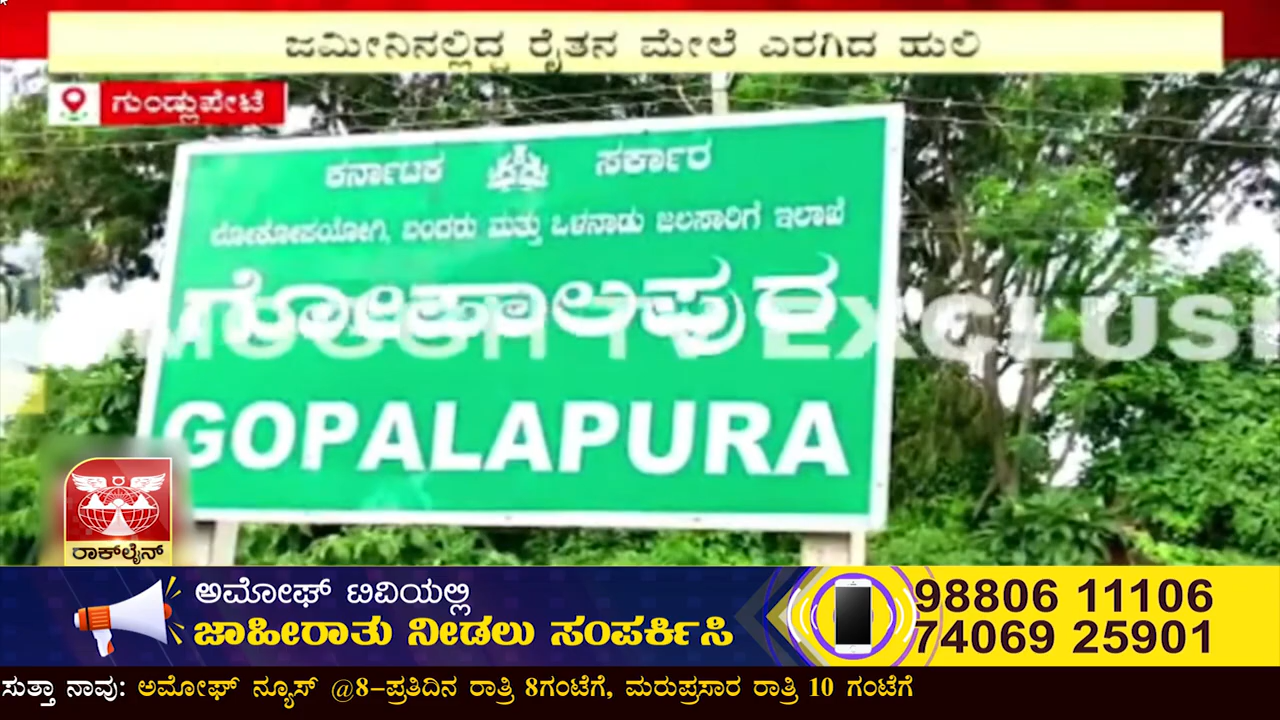 ಜಮೀನಿನಲ್ಲಿದ್ದ ರೈತನ ಮೇಲೆ ಎರಗಿದ ಹುಲಿ
ಗುಂಡ್ಲುಪೇಟೆ
ಕರ್ನಾಟಕ ಸರ್ಕಾರ
ಲೋಕೋಪಯೋಗಿ, ಬಂದರು ಮತ್ತು ಒಳನಾಡು ಜಲಸಾರಿಗೆ ಇಲಾಖೆ
ಗೋಪಾಲಪುರ
TV EXCLUSI
GOPALAPURA
ರಾಕ್‌ಲೈನ್
ಅಮೋಘ್ ಟಿವಿಯಲ್ಲಿ
ಜಾಹೀರಾತು ನೀಡಲು ಸಂಪರ್ಕಿಸಿ
98806 11106
74069 25901
ಸುತ್ತಾ ನಾವು: ಅಮೋಘ್ ನ್ಯೂಸ್ @8-ಪ್ರತಿದಿನ ರಾತ್ರಿ 8ಗಂಟೆಗೆ, ಮರುಪ್ರಸಾರ ರಾತ್ರಿ 10 ಗಂಟೆಗೆ